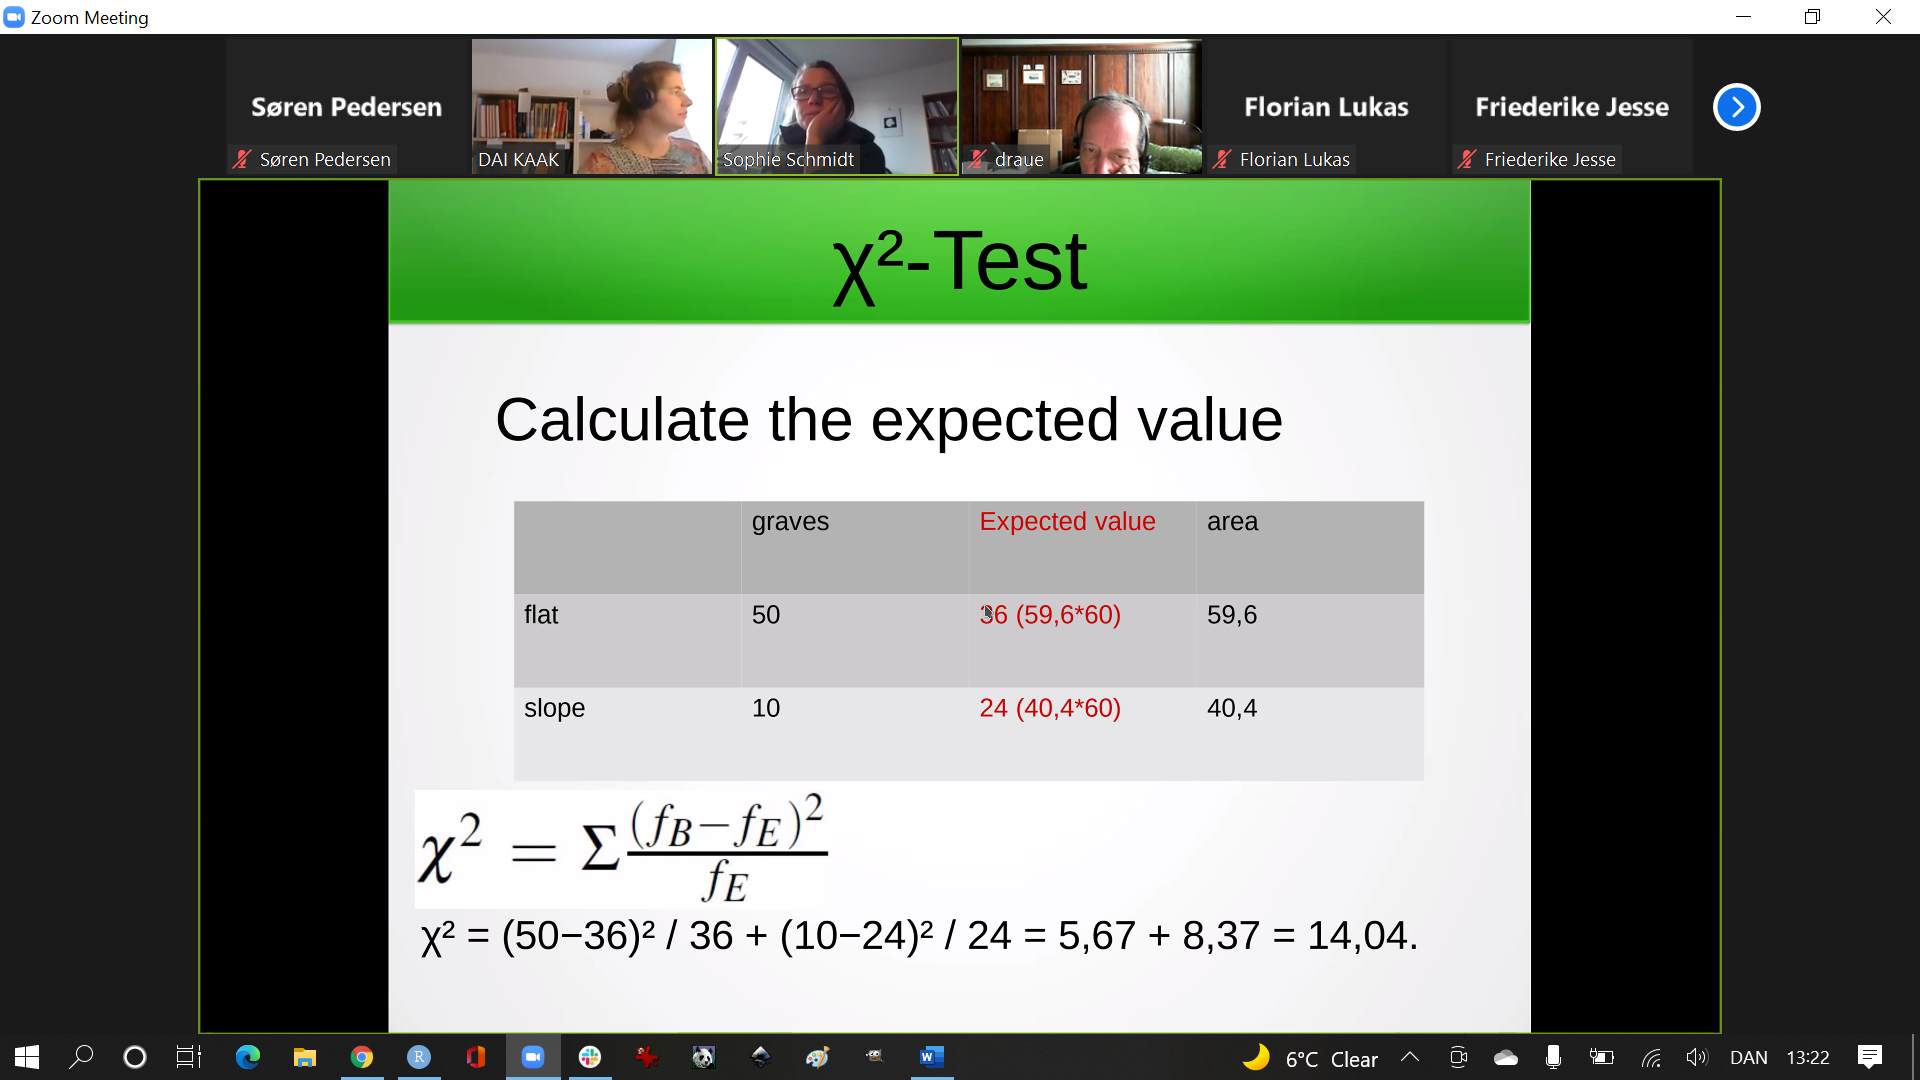 Zoom Meeting
Søren Pedersen
Florian Lukas
Friederike Jesse
Søren Pedersen
DAI KAAK
Sophie Schmidt
draue
Florian Lukas
Friederike Jesse
χ²-Test
Calculate the expected value
graves
Expected value
area
flat
50
36 (59,6*60)
59,6
slope
10
24 (40,4*60)
40,4
χ² = Σ (fB−fE)² / fE
χ² = (50−36)² / 36 + (10−24)² / 24 = 5,67 + 8,37 = 14,04.
6°C Clear
DAN
13:22